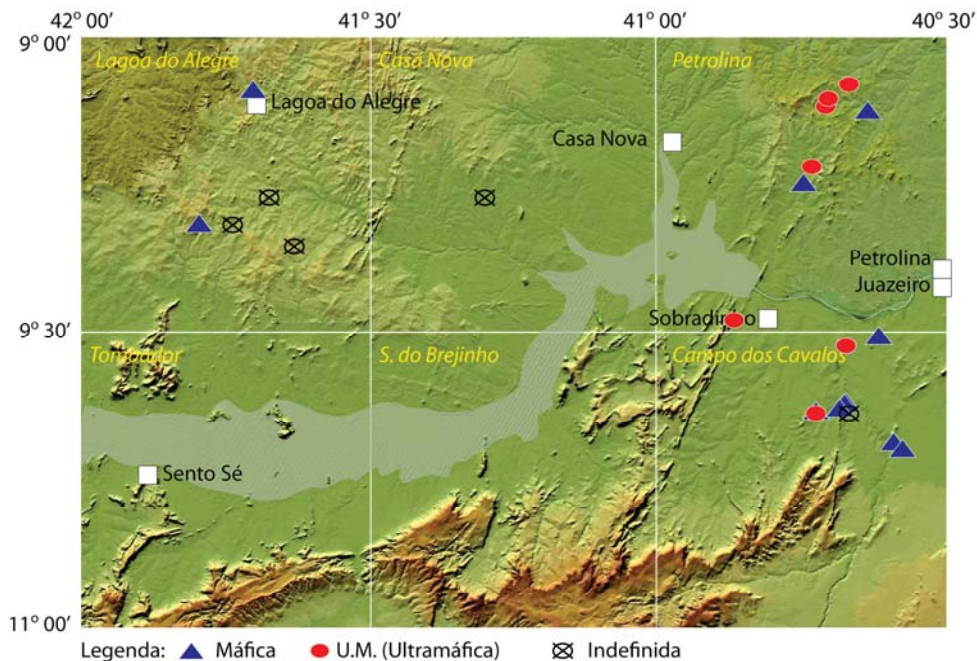 42° 00’ 41° 30’ 41° 00’ 40° 30’
9° 00’
Lagoa do Alegre Casa Nova Petrolina
Lagoa do Alegre
Casa Nova
Petrolina
Juazeiro
Sobradinho
9° 30’
Tombador S. do Brejinho Campo dos Cavalos
Sento Sé
11° 00’
Legenda: Máfica U.M. (Ultramáfica) Indefinida